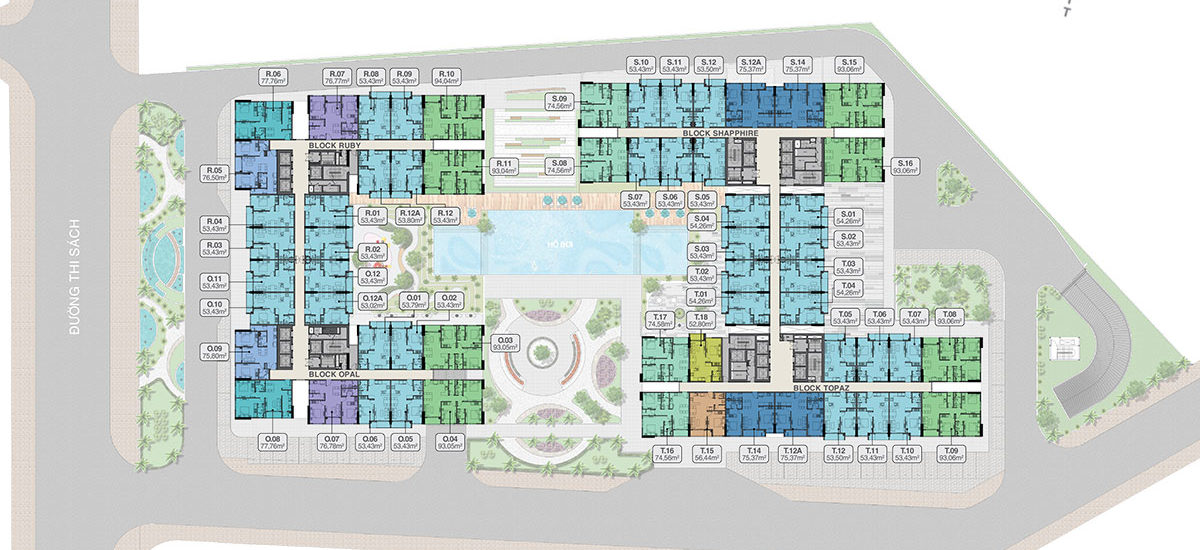 T
R.06
77,76m²
R.07
76,77m²
R.08
53,43m²
R.09
53,43m²
R.10
94,04m²
S.10
53,43m²
S.11
53,43m²
S.12
53,50m²
S.12A
75,37m²
S.14
75,37m²
S.15
93,06m²
S.09
74,56m²
BLOCK RUBY
BLOCK SHAPPHIRE
R.05
76,50m²
R.11
93,04m²
S.08
74,56m²
S.16
93,06m²
S.07
53,43m²
S.06
53,43m²
S.05
53,43m²
R.04
53,43m²
R.01
53,43m²
R.12A
53,80m²
R.12
53,43m²
S.04
54,26m²
S.01
54,26m²
ĐƯỜNG THI SÁCH
R.03
53,43m²
R.02
53,43m²
HỒ BƠI
S.03
53,43m²
S.02
53,43m²
O.11
53,43m²
O.12
53,43m²
T.02
53,43m²
T.03
53,43m²
O.10
53,43m²
O.12A
53,02m²
O.01
53,79m²
O.02
53,43m²
T.01
54,26m²
T.04
54,26m²
T.17
74,58m²
T.18
52,80m²
T.05
53,43m²
T.06
53,43m²
T.07
53,43m²
T.08
93,06m²
O.09
75,80m²
O.03
93,05m²
BLOCK OPAL
BLOCK TOPAZ
O.08
77,76m²
O.07
76,78m²
O.06
53,43m²
O.05
53,43m²
O.04
93,05m²
T.16
74,56m²
T.15
56,44m²
T.14
75,37m²
T.12A
75,37m²
T.12
53,50m²
T.11
53,43m²
T.10
53,43m²
T.09
93,06m²